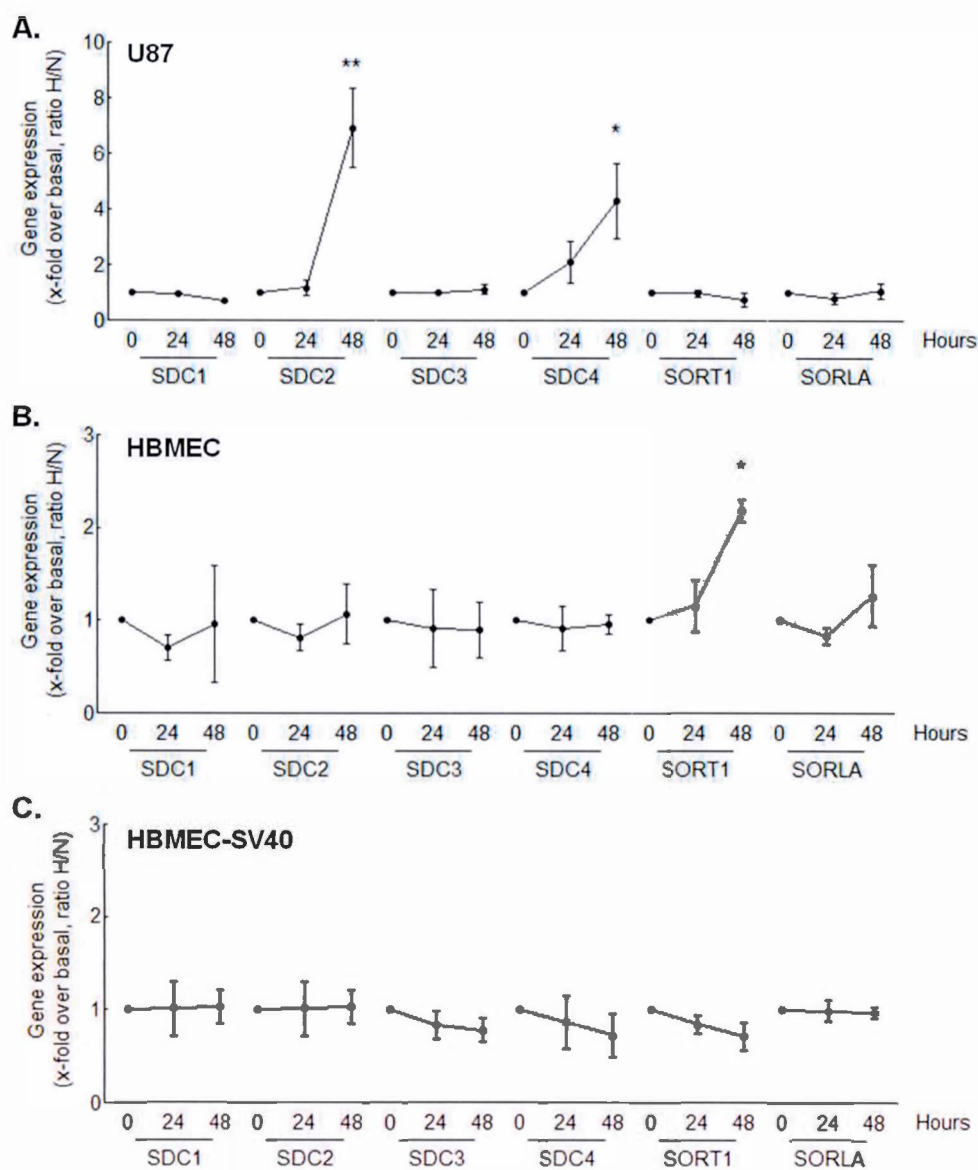 A.
U87
Gene expression
(x-fold over basal, ratio H/N)
10
8
6
4
2
0
**
*
0 24 48 0 24 48 0 24 48 0 24 48 0 24 48 0 24 48 Hours
SDC1 SDC2 SDC3 SDC4 SORT1 SORLA
B.
HBMEC
Gene expression
(x-fold over basal, ratio H/N)
3
2
1
0
*
0 24 48 0 24 48 0 24 48 0 24 48 0 24 48 0 24 48 Hours
SDC1 SDC2 SDC3 SDC4 SORT1 SORLA
C.
HBMEC-SV40
Gene expression
(x-fold over basal, ratio H/N)
3
2
1
0
0 24 48 0 24 48 0 24 48 0 24 48 0 24 48 0 24 48 Hours
SDC1 SDC2 SDC3 SDC4 SORT1 SORLA